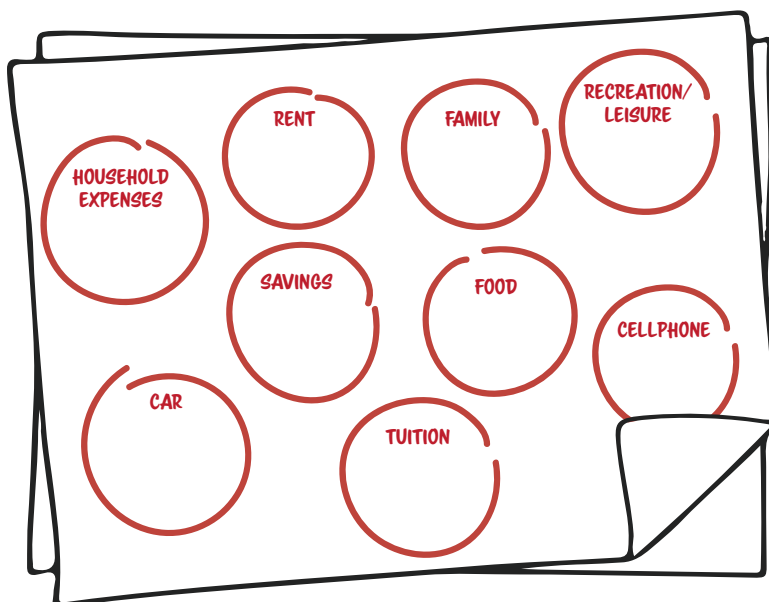 RENT
FAMILY
RECREATION/
LEISURE
HOUSEHOLD
EXPENSES
SAVINGS
FOOD
CELLPHONE
CAR
TUITION